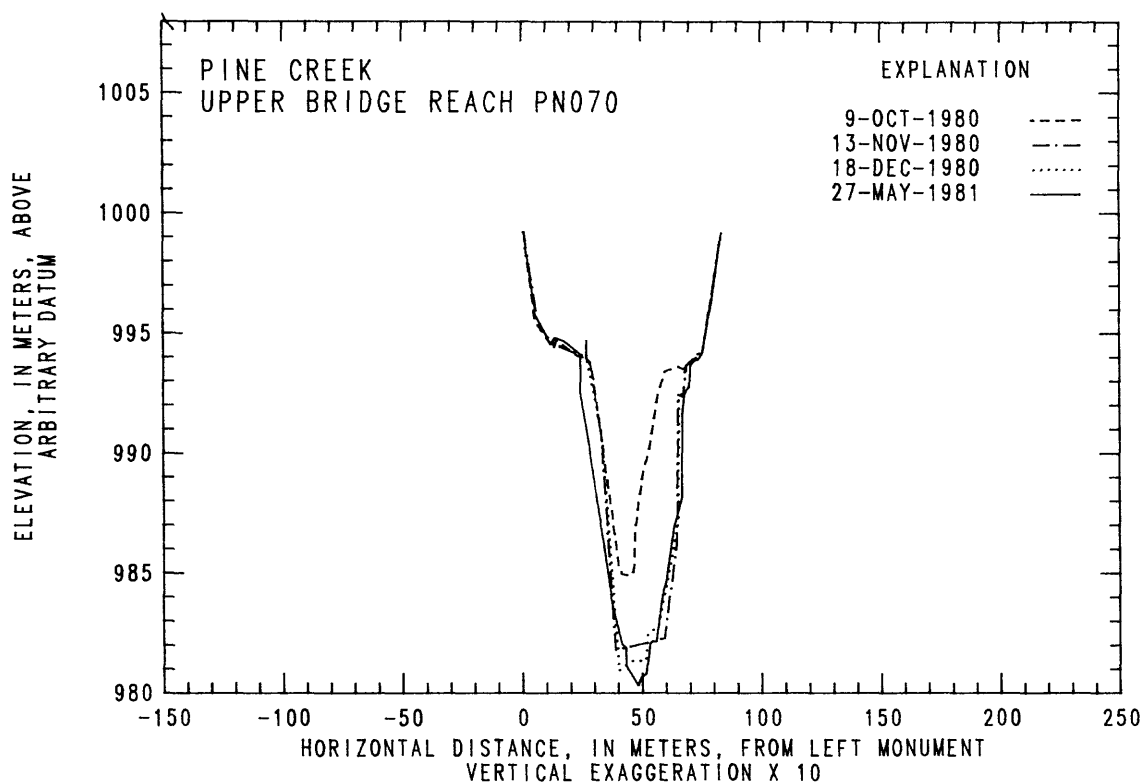 PINE CREEK
UPPER BRIDGE REACH PN070
EXPLANATION
9-OCT-1980
13-NOV-1980
18-DEC-1980
27-MAY-1981
ELEVATION, IN METERS, ABOVE
ARBITRARY DATUM
1005
1000
995
990
985
980
-150 -100 -50 0 50 100 150 200 250
HORIZONTAL DISTANCE, IN METERS, FROM LEFT MONUMENT
VERTICAL EXAGGERATION X 10